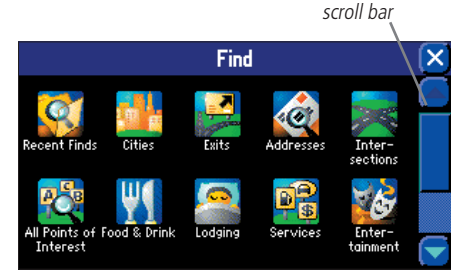 scroll bar
Find
Recent Finds Cities Exits Addresses Inter-
sections
All Points of Food & Drink Lodging Services Enter-
Interest tainment